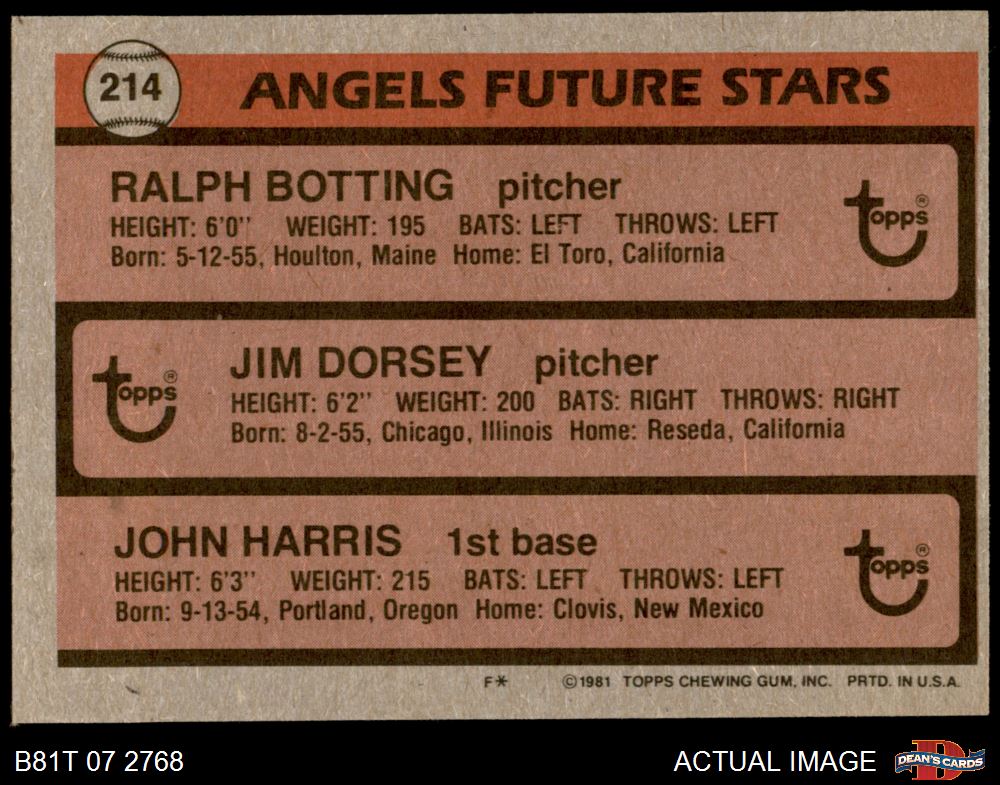 214 ANGELS FUTURE STARS
RALPH BOTTING pitcher
HEIGHT: 6'0'' WEIGHT: 195 BATS: LEFT THROWS: LEFT
Born: 5-12-55, Houlton, Maine Home: El Toro, California
topps®
JIM DORSEY pitcher
HEIGHT: 6'2'' WEIGHT: 200 BATS: RIGHT THROWS: RIGHT
Born: 8-2-55, Chicago, Illinois Home: Reseda, California
topps®
JOHN HARRIS 1st base
HEIGHT: 6'3'' WEIGHT: 215 BATS: LEFT THROWS: LEFT
Born: 9-13-54, Portland, Oregon Home: Clovis, New Mexico
topps®
F* ©1981 TOPPS CHEWING GUM, INC. PRTD. IN U.S.A.
B81T 07 2768 ACTUAL IMAGE D DEAN'S CARDS